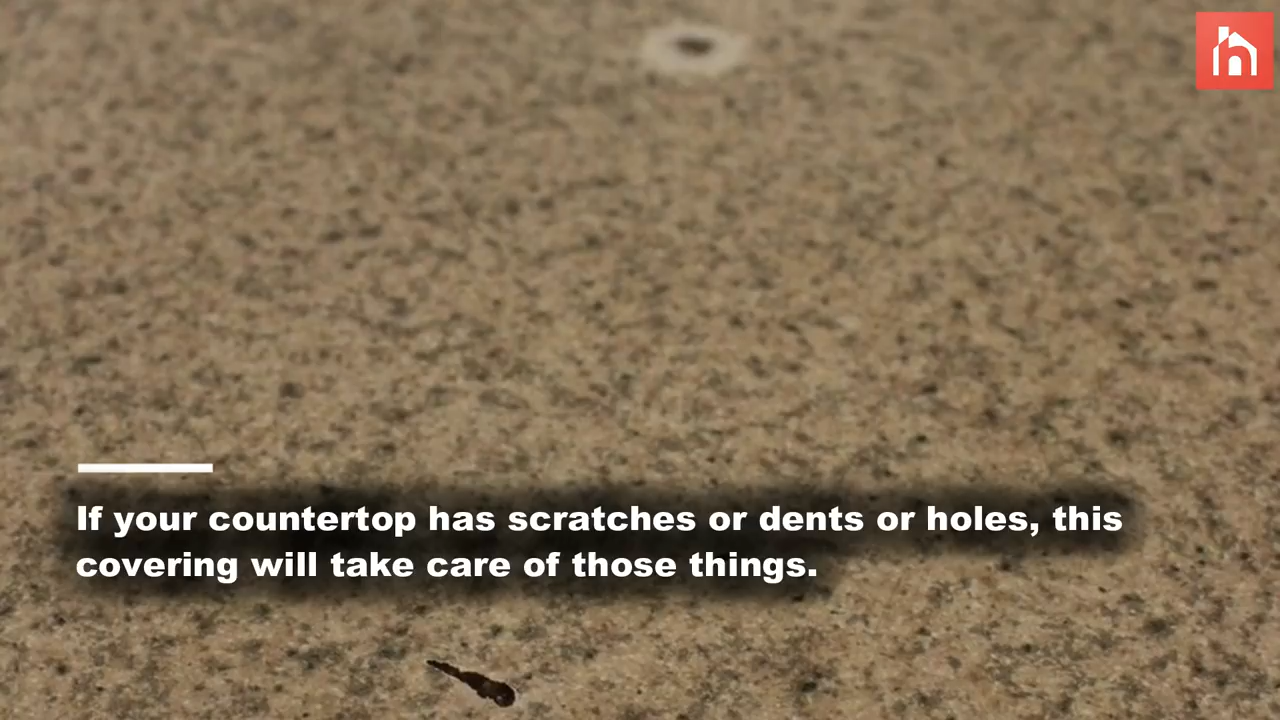 If your countertop has scratches or dents or holes, this
covering will take care of those things.